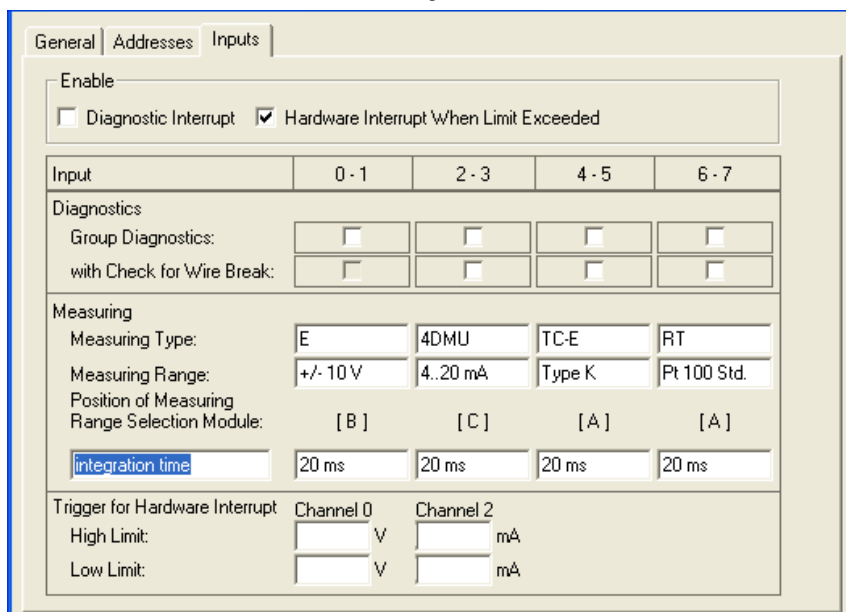 General Addresses Inputs
Enable
Diagnostic Interrupt Hardware Interrupt When Limit Exceeded
Input 0 - 1 2 - 3 4 - 5 6 - 7
Diagnostics
Group Diagnostics:
with Check for Wire Break:
Measuring
Measuring Type: E 4DMU TC-E RT
Measuring Range: +/- 10 V 4..20 mA Type K Pt 100 Std.
Position of Measuring
Range Selection Module: [ B ] [ C ] [ A ] [ A ]
integration time 20 ms 20 ms 20 ms 20 ms
Trigger for Hardware Interrupt Channel 0 Channel 2
High Limit: V mA
Low Limit: V mA